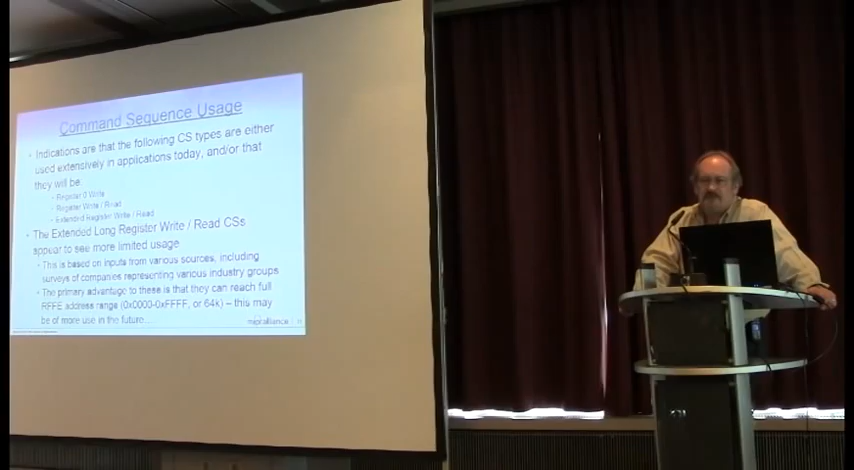 Command Sequence Usage
• Indications are that the following CS types are either
used extensively in applications today, and/or that
they will be:
• Register 0 Write
• Register Write / Read
• Extended Register Write / Read
• The Extended Long Register Write / Read CSs
appear to see more limited usage
• This is based on inputs from various sources, including
surveys of companies representing various industry groups
• The primary advantage to these is that they can reach full
RFFE address range (0x0000-0xFFFF, or 64k) – this may
be of more use in the future…
mipi alliance